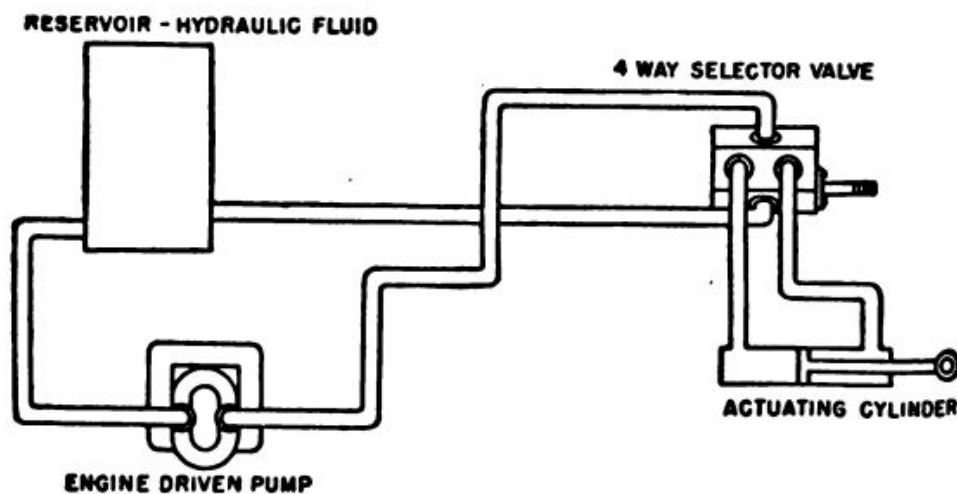 RESERVOIR - HYDRAULIC FLUID
4 WAY SELECTOR VALVE
ACTUATING CYLINDER
ENGINE DRIVEN PUMP